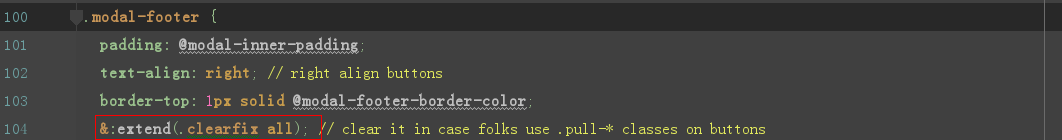 100 .modal-footer {
101 padding: @modal-inner-padding;
102 text-align: right; // right align buttons
103 border-top: 1px solid @modal-footer-border-color;
104 &:extend(.clearfix all); // clear it in case folks use .pull-* classes on buttons